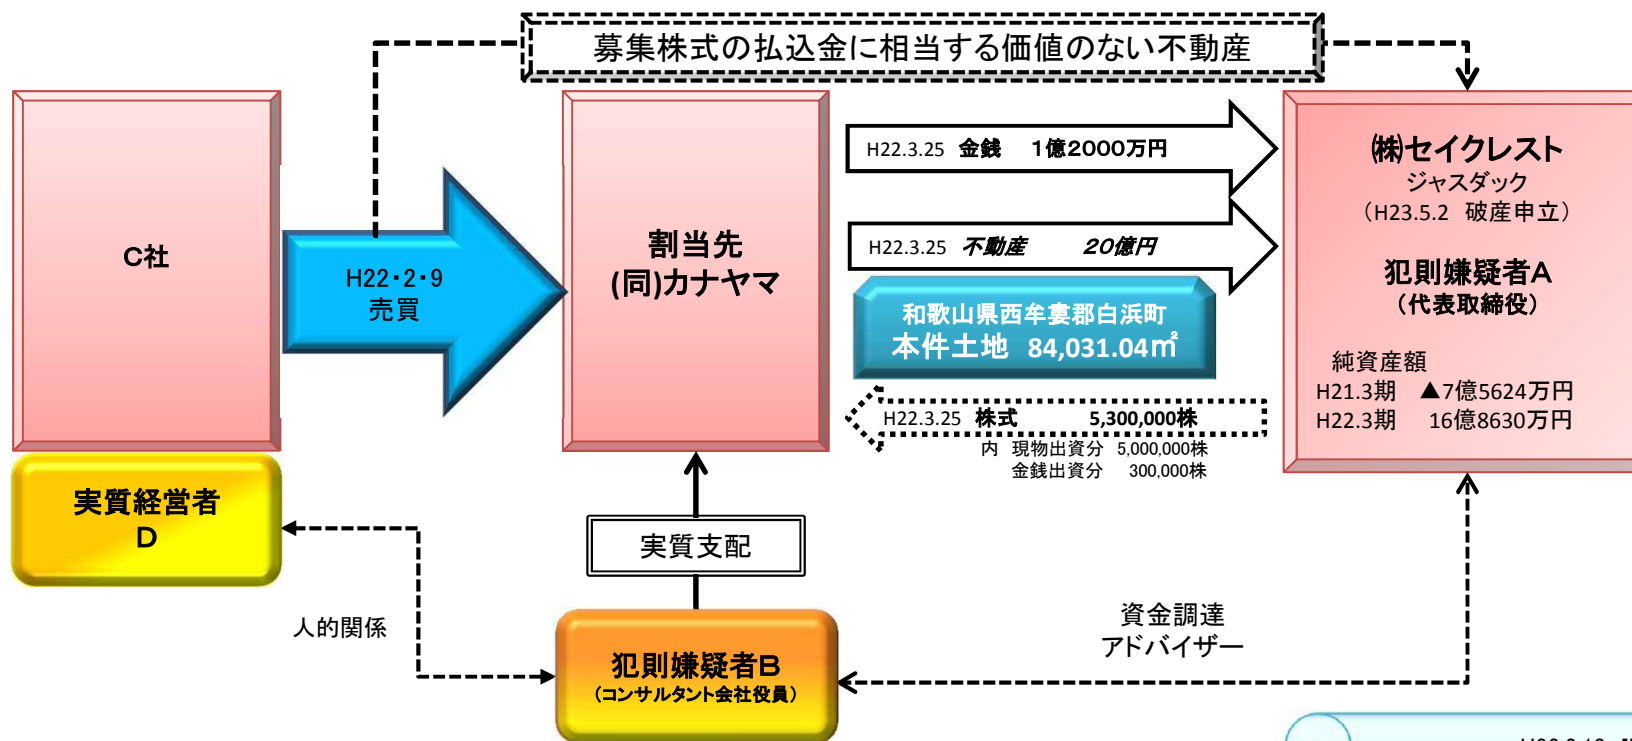 募集株式の払込金に相当する価値のない不動産
C社
H22・2・9
売買
割当先
(同)カナヤマ
H22.3.25 金銭 1億2000万円
H22.3.25 不動産 20億円
和歌山県西牟婁郡白浜町
本件土地 84,031.04㎡
H22.3.25 株式 5,300,000株
内 現物出資分 5,000,000株
金銭出資分 300,000株
㈱セイクレスト
ジャスダック
（H23.5.2 破産申立）
犯則嫌疑者A
（代表取締役）
純資産額
H21.3期 ▲7億5624万円
H22.3期 16億8630万円
実質経営者
D
実質支配
人的関係
犯則嫌疑者B
（コンサルタント会社役員）
資金調達
アドバイザー